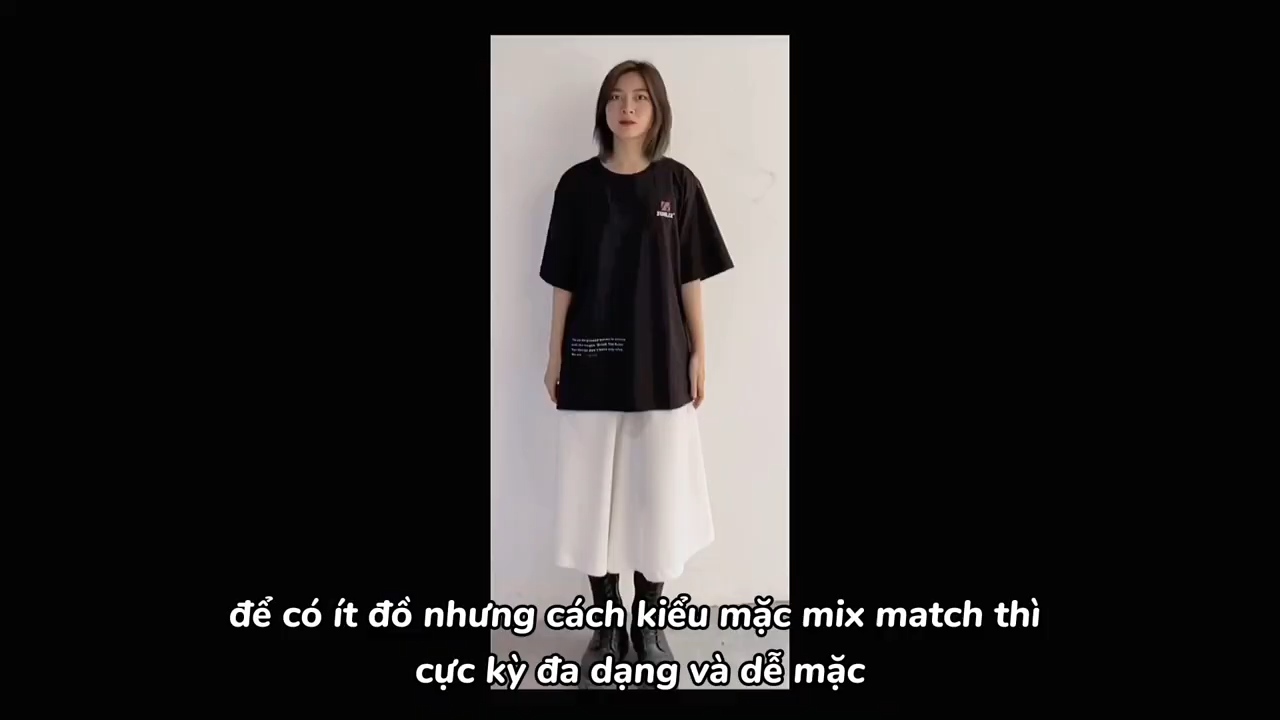 để có ít đồ nhưng cách kiểu mặc mix match thì
cực kỳ đa dạng và dễ mặc